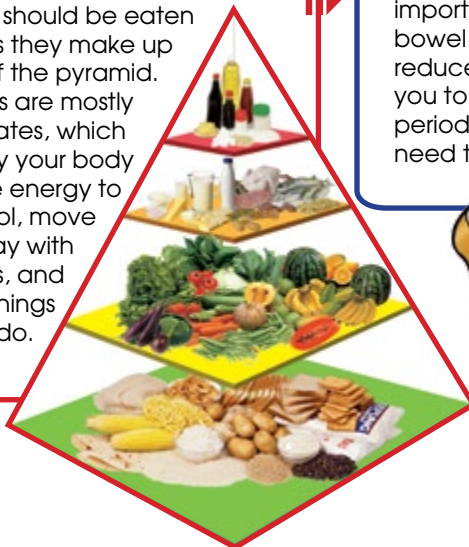 should be eaten
s they make up
f the pyramid.
s are mostly
ates, which
y your body
e energy to
ol, move
ay with
s, and
hings
do.
import
bowel
reduce
you to
period
need t